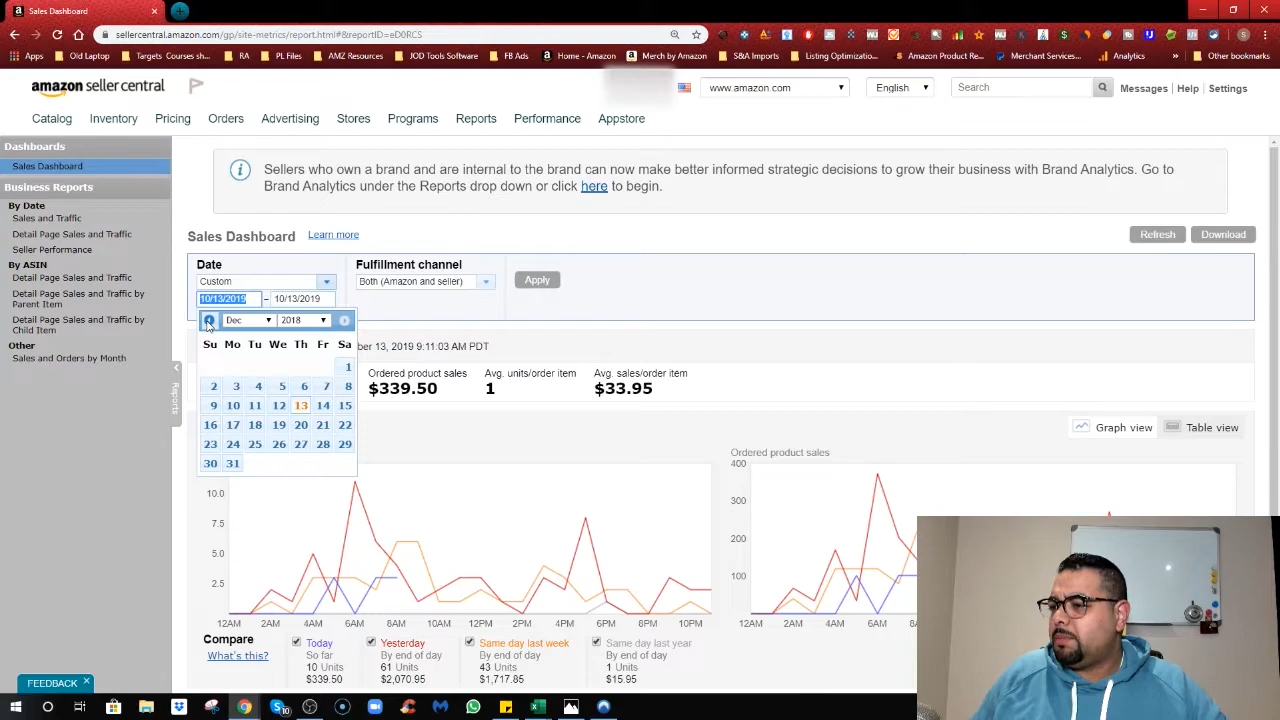 Sales Dashboard
sellercentral.amazon.com/gp/site-metrics/report.html#&reportID=eD0RCS
Apps
Old Laptop
Targets Courses sh...
RA
PL Files
AMZ Resources
JOD Tools Software
FB Ads
Home - Amazon
Merch by Amazon
S&A Imports
Listing Optimizatio...
Amazon Product Re...
Merchant Services...
Analytics
»
Other bookmarks
amazon seller central
www.amazon.com
English
Search
Messages | Help | Settings
Catalog
Inventory
Pricing
Orders
Advertising
Stores
Programs
Reports
Performance
Appstore
Dashboards
Sales Dashboard
Business Reports
By Date
Sales and Traffic
Detail Page Sales and Traffic
Seller Performance
By ASIN
Detail Page Sales and Traffic
Detail Page Sales and Traffic by
Parent Item
Detail Page Sales and Traffic by
Child Item
Other
Sales and Orders by Month
Reports
Sellers who own a brand and are internal to the brand can now make better informed strategic decisions to grow their business with Brand Analytics. Go to
Brand Analytics under the Reports drop down or click here to begin.
Sales Dashboard
Learn more
Refresh
Download
Date
Fulfillment channel
Custom
Both (Amazon and seller)
Apply
10/13/2019 – 10/13/2019
Dec
2018
Su Mo Tu We Th Fr Sa
1
2 3 4 5 6 7 8
9 10 11 12 13 14 15
16 17 18 19 20 21 22
23 24 25 26 27 28 29
30 31
ber 13, 2019 9:11:03 AM PDT
Ordered product sales
$339.50
Avg. units/order item
1
Avg. sales/order item
$33.95
Graph view
Table view
10.0
7.5
5.0
2.5
12AM 2AM 4AM 6AM 8AM 10AM 12PM 2PM 4PM 6PM 8PM 10PM
Ordered product sales
400
300
200
100
12AM 2AM 4AM 6AM
Compare
What's this?
Today
So far
10 Units
$339.50
Yesterday
By end of day
61 Units
$2,070.95
Same day last week
By end of day
43 Units
$1,717.85
Same day last year
By end of day
1 Units
$15.95
FEEDBACK
10